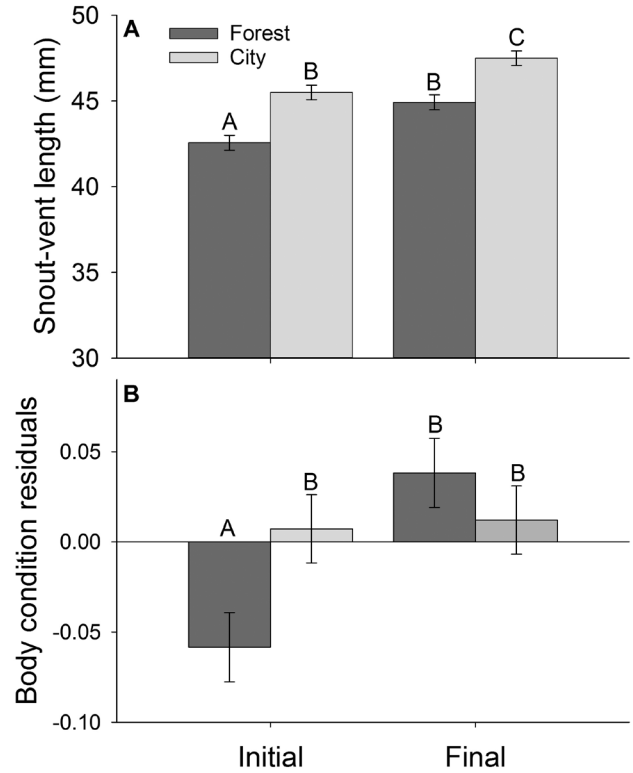 A
Forest
City
Snout-vent length (mm)
50
45
40
35
30
A
B
B
C
B
Body condition residuals
0.05
0.00
-0.05
-0.10
A
B
B
B
Initial
Final